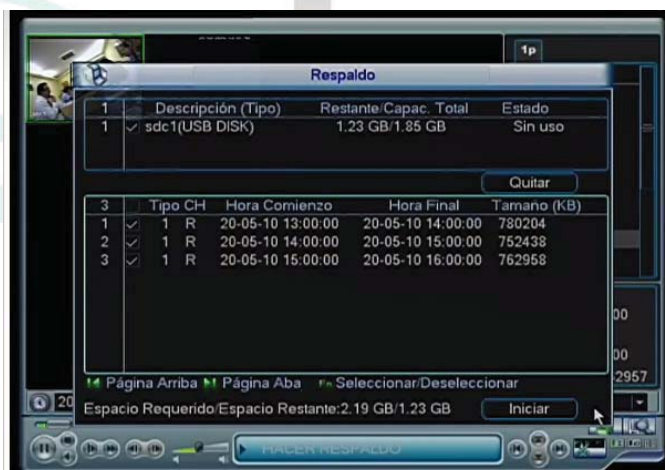 1p
Respaldo
1 Descripción (Tipo) Restante/Capac. Total Estado
1 sdc1(USB DISK) 1.23 GB/1.85 GB Sin uso
Quitar
3 Tipo CH Hora Comienzo Hora Final Tamaño (KB)
1 1 R 20-05-10 13:00:00 20-05-10 14:00:00 780204
2 1 R 20-05-10 14:00:00 20-05-10 15:00:00 752438
3 1 R 20-05-10 15:00:00 20-05-10 16:00:00 762958
00
00
Página Arriba Página Aba Fn Seleccionar/Deseleccionar
2957
20
Espacio Requerido/Espacio Restante:2.19 GB/1.23 GB Iniciar
HACER RESPALDO